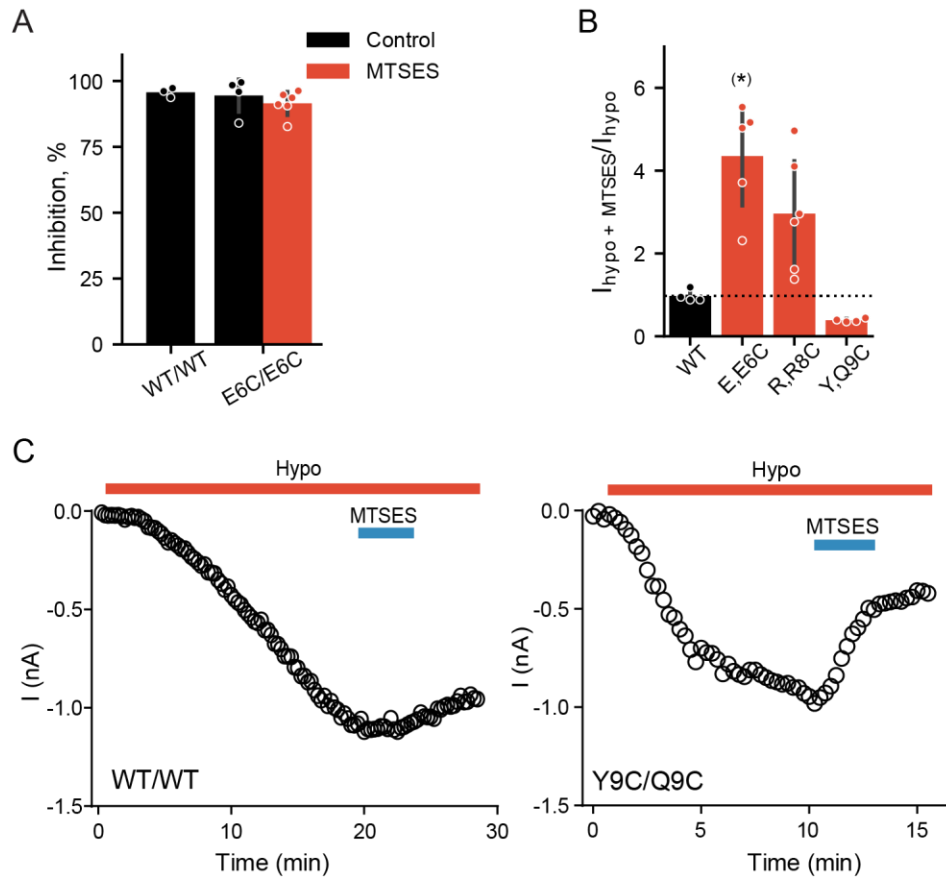 A
Control
MTSES
100
75
50
25
0
Inhibition, %
WT/WT
E6C/E6C
B
(*)
6
4
2
0
I hypo + MTSES/I hypo
WT
E,E6C
R,R8C
Y,Q9C
C
Hypo
MTSES
0.0
-0.5
-1.0
-1.5
I (nA)
WT/WT
0
10
20
30
Time (min)
Hypo
MTSES
0.0
-0.5
-1.0
-1.5
I (nA)
Y9C/Q9C
0
5
10
15
Time (min)